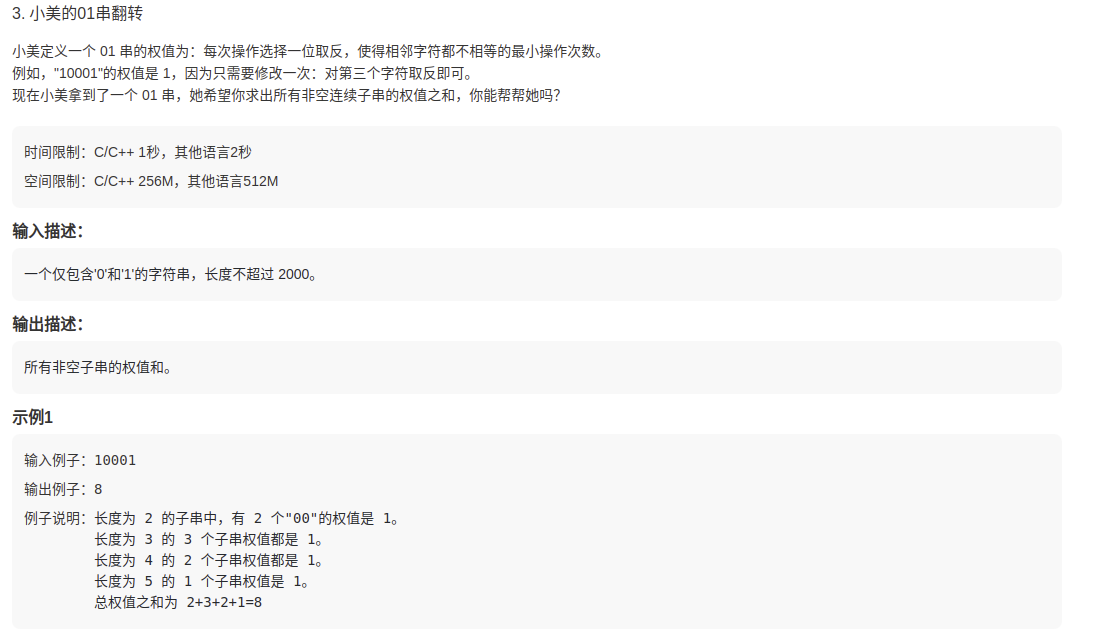 3. 小美的01串翻转
小美定义一个 01 串的权值为：每次操作选择一位取反，使得相邻字符都不相等的最小操作次数。
例如，"10001"的权值是 1，因为只需要修改一次：对第三个字符取反即可。
现在小美拿到了一个 01 串，她希望你求出所有非空连续子串的权值之和，你能帮帮她吗？
时间限制：C/C++ 1秒，其他语言2秒
空间限制：C/C++ 256M，其他语言512M
输入描述：
一个仅包含'0'和'1'的字符串，长度不超过 2000。
输出描述：
所有非空子串的权值和。
示例1
输入例子：10001
输出例子：8
例子说明：长度为 2 的子串中，有 2 个"00"的权值是 1。
长度为 3 的 3 个子串权值都是 1。
长度为 4 的 2 个子串权值都是 1。
长度为 5 的 1 个子串权值是 1。
总权值之和为 2+3+2+1=8